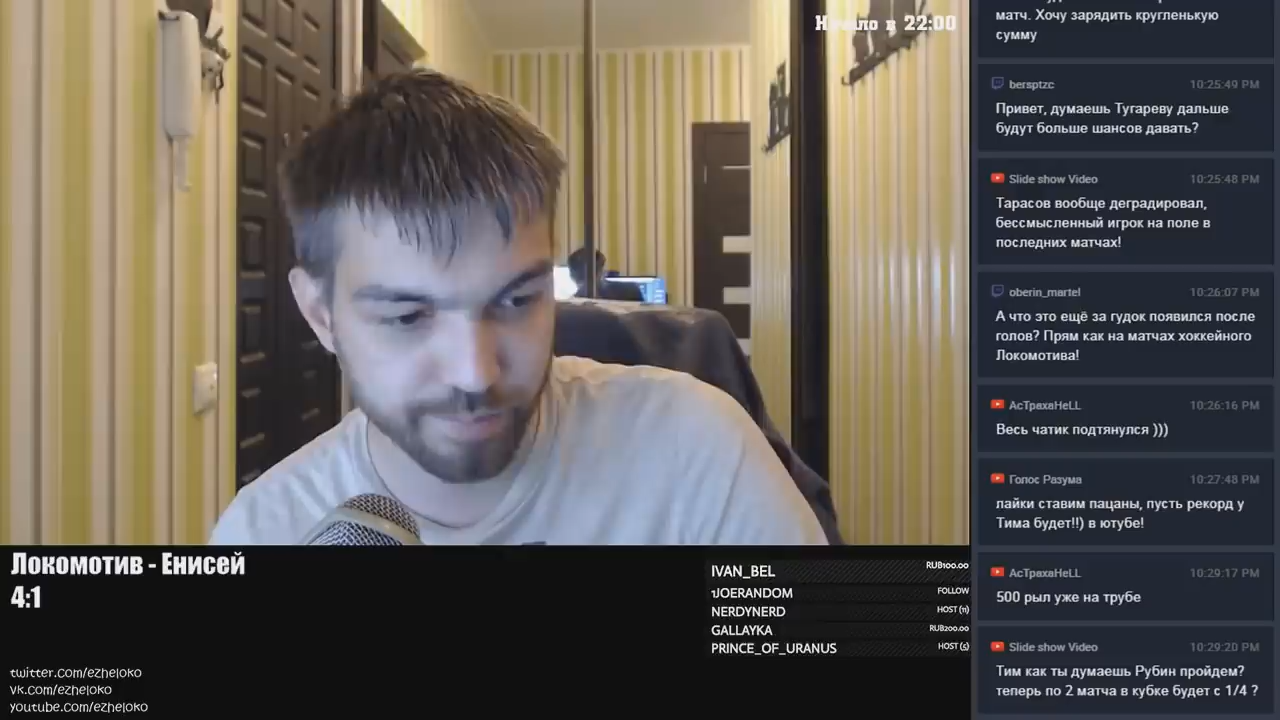 Начало в 22:00
матч. Хочу зарядить кругленькую
сумму
bersptzc 10:25:49 PM
Привет, думаешь Тугареву дальше
будут больше шансов давать?
Slide show Video 10:25:48 PM
Тарасов вообще деградировал,
бессмысленный игрок на поле в
последних матчах!
oberin_martel 10:26:07 PM
А что это ещё за гудок появился после
голов? Прям как на матчах хоккейного
Локомотива!
АсТрахаНеLL 10:26:16 PM
Весь чатик подтянулся )))
Голос Разума 10:27:48 PM
лайки ставим пацаны, пусть рекорд у
Тима будет!!) в ютубе!
АсТрахаНеLL 10:29:17 PM
500 рыл уже на трубе
Slide show Video 10:29:20 PM
Тим как ты думаешь Рубин пройдем?
теперь по 2 матча в кубке будет с 1/4 ?
Локомотив - Енисей
4:1
IVAN_BEL RUB100.00
1JOERANDOM FOLLOW
NERDYNERD HOST (11)
GALLAYKA RUB200.00
PRINCE_OF_URANUS HOST (5)
twitter.com/ezheloko
vk.com/ezheloko
youtube.com/ezheloko